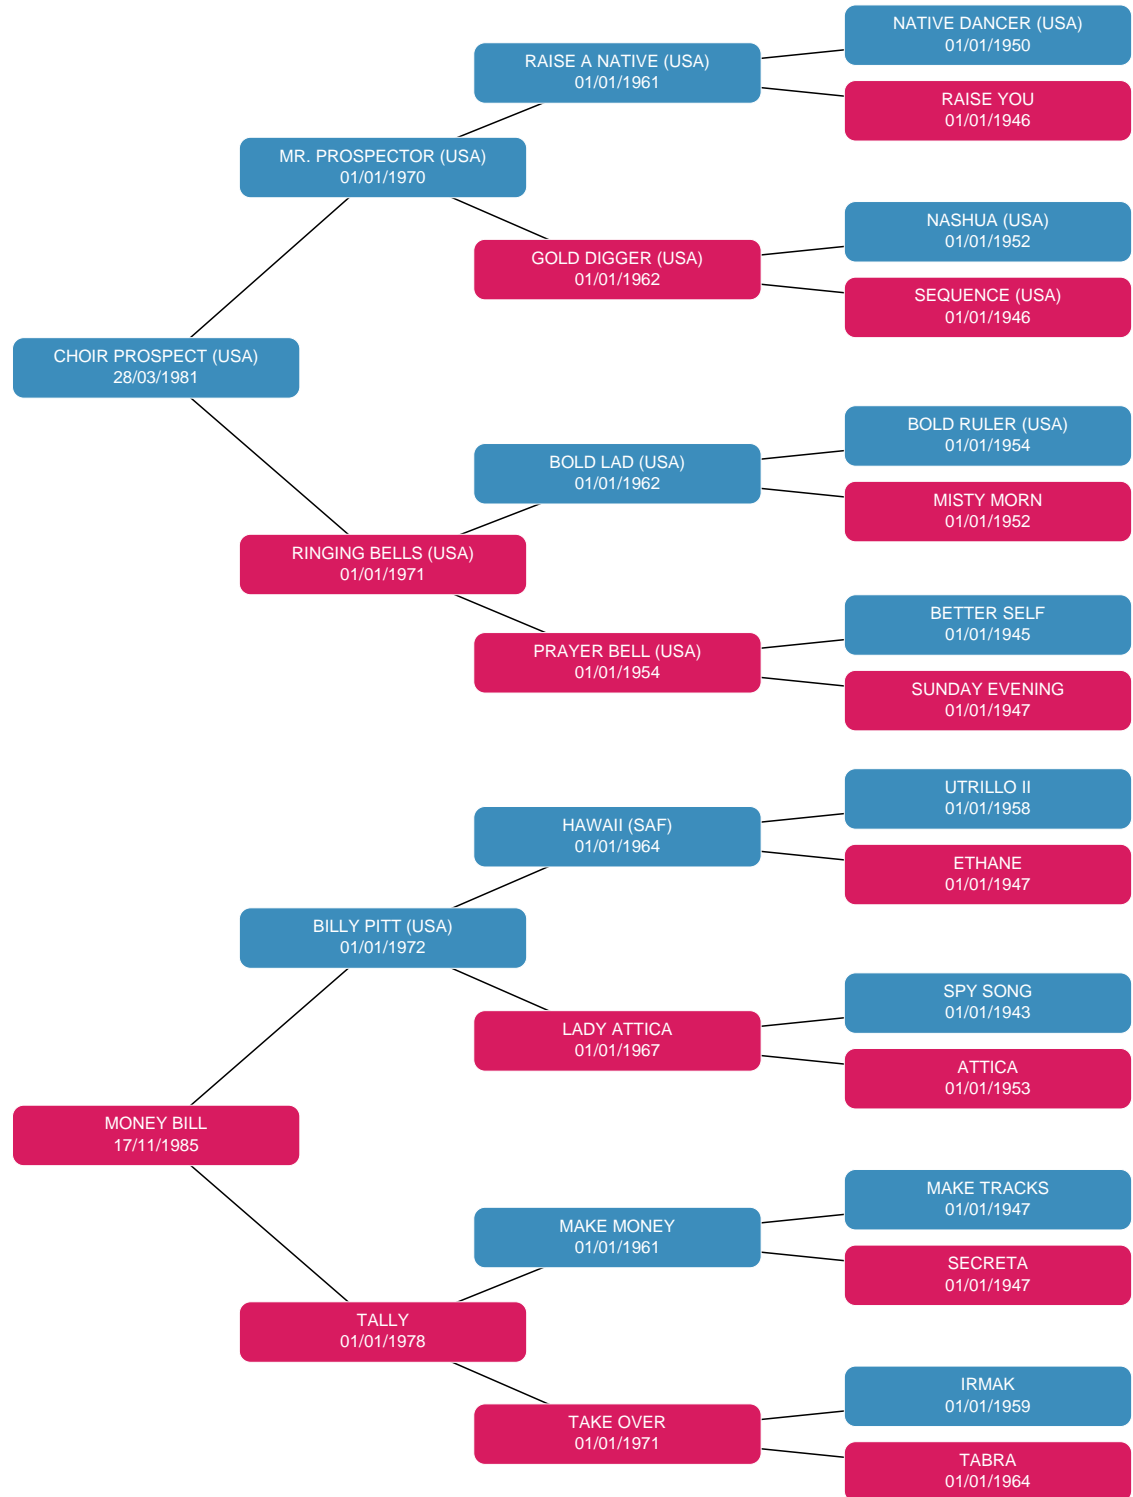 NATIVE DANCER (USA)
01/01/1950
RAISE A NATIVE (USA)
01/01/1961
RAISE YOU
01/01/1946
MR. PROSPECTOR (USA)
01/01/1970
NASHUA (USA)
01/01/1952
GOLD DIGGER (USA)
01/01/1962
SEQUENCE (USA)
01/01/1946
CHOIR PROSPECT (USA)
28/03/1981
BOLD RULER (USA)
01/01/1954
BOLD LAD (USA)
01/01/1962
MISTY MORN
01/01/1952
RINGING BELLS (USA)
01/01/1971
BETTER SELF
01/01/1945
PRAYER BELL (USA)
01/01/1954
SUNDAY EVENING
01/01/1947
UTRILLO II
01/01/1958
HAWAII (SAF)
01/01/1964
ETHANE
01/01/1947
BILLY PITT (USA)
01/01/1972
SPY SONG
01/01/1943
LADY ATTICA
01/01/1967
ATTICA
01/01/1953
MONEY BILL
17/11/1985
MAKE TRACKS
01/01/1947
MAKE MONEY
01/01/1961
SECRETA
01/01/1947
TALLY
01/01/1978
IRMAK
01/01/1959
TAKE OVER
01/01/1971
TABRA
01/01/1964